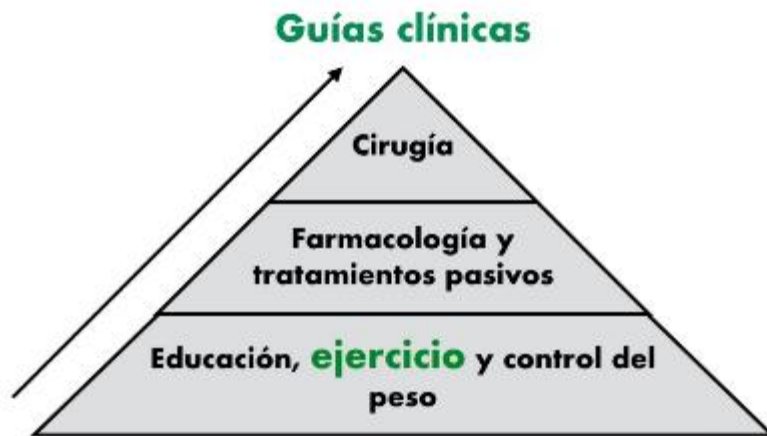 Guías clínicas
Cirugía
Farmacología y
tratamientos pasivos
Educación, ejercicio y control del
peso